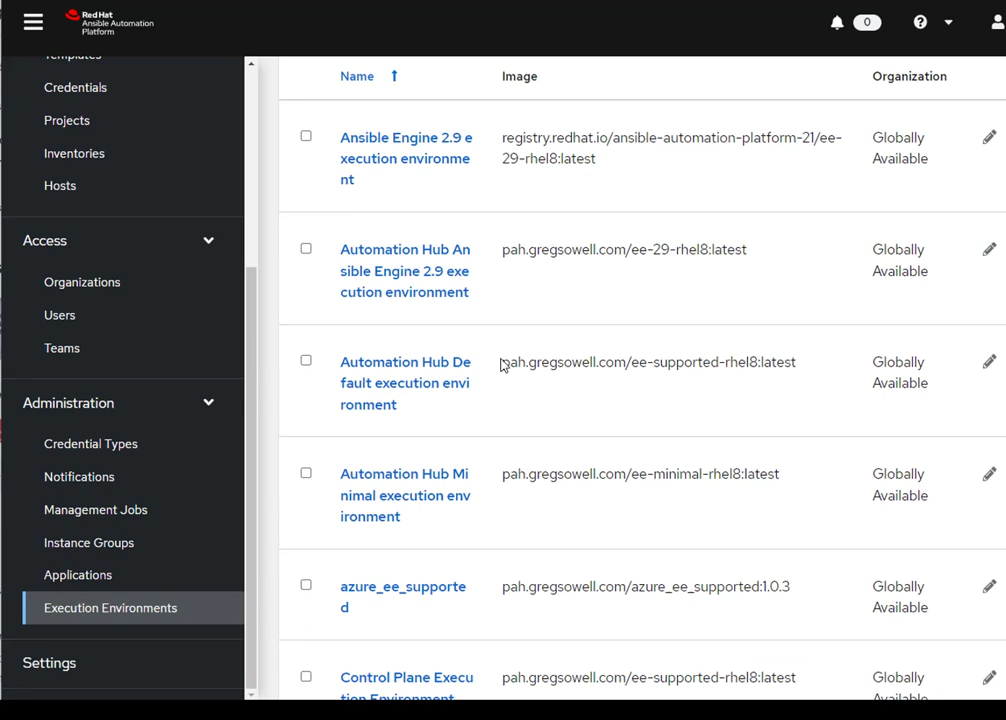 Red Hat
Ansible Automation
Platform
0
Templates
Credentials
Projects
Inventories
Hosts
Access
Organizations
Users
Teams
Administration
Credential Types
Notifications
Management Jobs
Instance Groups
Applications
Execution Environments
Settings
Name Image Organization
Ansible Engine 2.9 e
xecution environme
nt
registry.redhat.io/ansible-automation-platform-21/ee-
29-rhel8:latest
Globally
Available
Automation Hub An
sible Engine 2.9 exe
cution environment
pah.gregsowell.com/ee-29-rhel8:latest
Globally
Available
Automation Hub De
fault execution envi
ronment
pah.gregsowell.com/ee-supported-rhel8:latest
Globally
Available
Automation Hub Mi
nimal execution env
ironment
pah.gregsowell.com/ee-minimal-rhel8:latest
Globally
Available
azure_ee_supporte
d
pah.gregsowell.com/azure_ee_supported:1.0.3
Globally
Available
Control Plane Execu
tion Environment
pah.gregsowell.com/ee-supported-rhel8:latest
Globally
Available